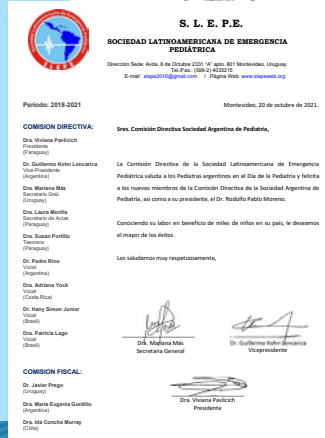 S. L. E. P.E.
SOCIEDAD LATINOAMERICANA DE EMERGENCIA
PEDIÁTRICA
Dirección Sede: Avda. 8 de Octubre 2331 "A" apto. 801 Montevideo, Uruguay.
Tel./Fax.: (598-2) 4033215
E-mail: sleps2016@gmail.com / Página Web: www.slepeweb.org
SLEPE
Periodo: 2018-2021
Montevideo, 20 de octubre de 2021.
COMISION DIRECTIVA:
Dra. Viviana Pavlicich
Presidente
(Paraguay)
Dr. Guillermo Kohn Loncarica
Vice-Presidente
(Argentina)
Dra. Mariana Más
Secretario Gral.
(Uruguay)
Dra. Laura Morilla
Secretario de Actas
(Paraguay)
Dra. Susan Portillo
Tesorera
(Paraguay)
Dr. Pedro Rino
Vocal
(Argentina)
Dra. Adriana Yock
Vocal
(Costa Rica)
Dr. Hany Simon Junior
Vocal
(Brasil)
Dra. Patricia Lago
Vocal
(Brasil)
COMISION FISCAL:
Dr. Javier Prego
(Uruguay)
Dra. Maria Eugenia Gordillo
(Argentina)
Dra. Ida Concha Murray
(Chile)
Sres. Comisión Directiva Sociedad Argentina de Pediatría,
La Comisión Directiva de la Sociedad Latinoamericana de Emergencia
Pediátrica saluda a los Pediatras argentinos en el Día de la Pediatría y felicita
a los nuevos miembros de la Comisión Directiva de la Sociedad Argentina de
Pediatría, así como a su presidente, el Dr. Rodolfo Pablo Moreno.
Conociendo su labor en beneficio de miles de niños en su país, le deseamos
el mayor de los éxitos.
Los saludamos muy respetuosamente,
Dra. Mariana Más
Secretaria General
Dr. Guillermo Kohn Loncarica
Vicepresidente
Dra. Viviana Pavlicich
Presidente